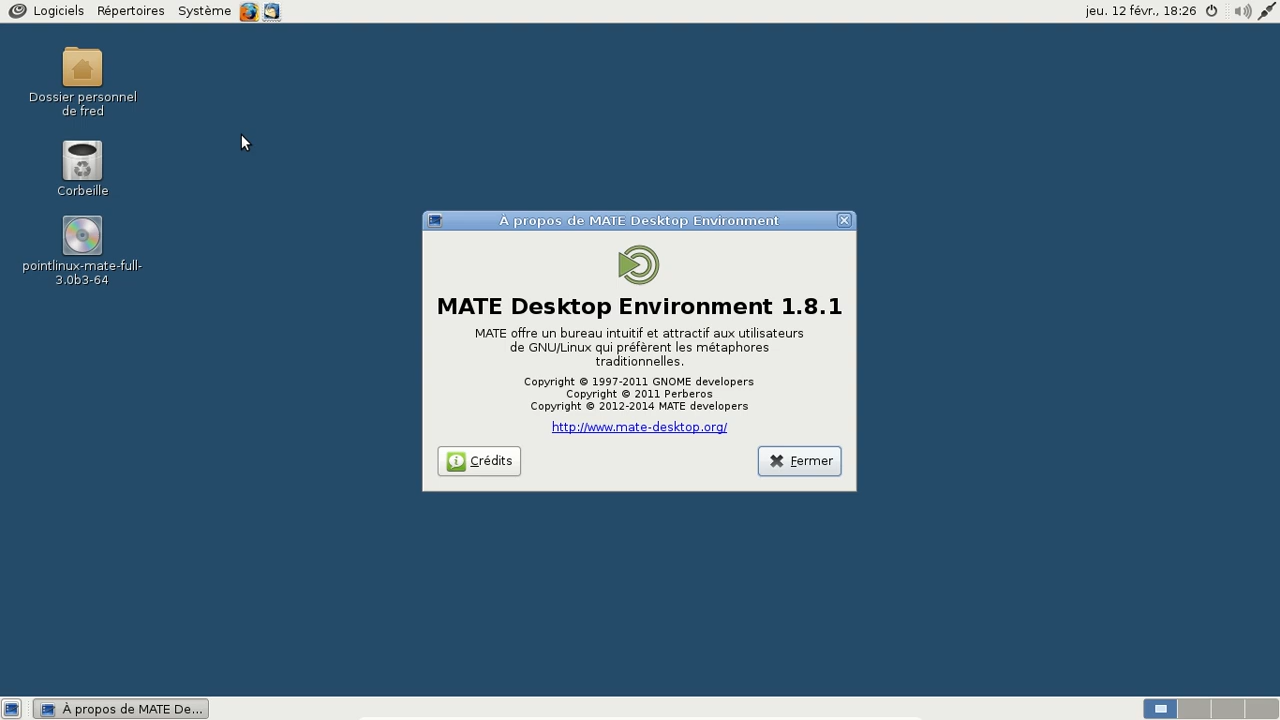 Logiciels Répertoires Système jeu. 12 févr., 18:26
Dossier personnel
de fred
Corbeille
pointlinux-mate-full-
3.0b3-64
À propos de MATE Desktop Environment
MATE Desktop Environment 1.8.1
MATE offre un bureau intuitif et attractif aux utilisateurs
de GNU/Linux qui préfèrent les métaphores
traditionnelles.
Copyright © 1997-2011 GNOME developers
Copyright © 2011 Perberos
Copyright © 2012-2014 MATE developers
http://www.mate-desktop.org/
Crédits Fermer
À propos de MATE De...